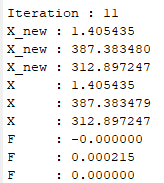 Iteration : 11
X_new : 1.405435
X_new : 387.383480
X_new : 312.897247
X : 1.405435
X : 387.383479
X : 312.897247
F : -0.000000
F : 0.000215
F : 0.000000